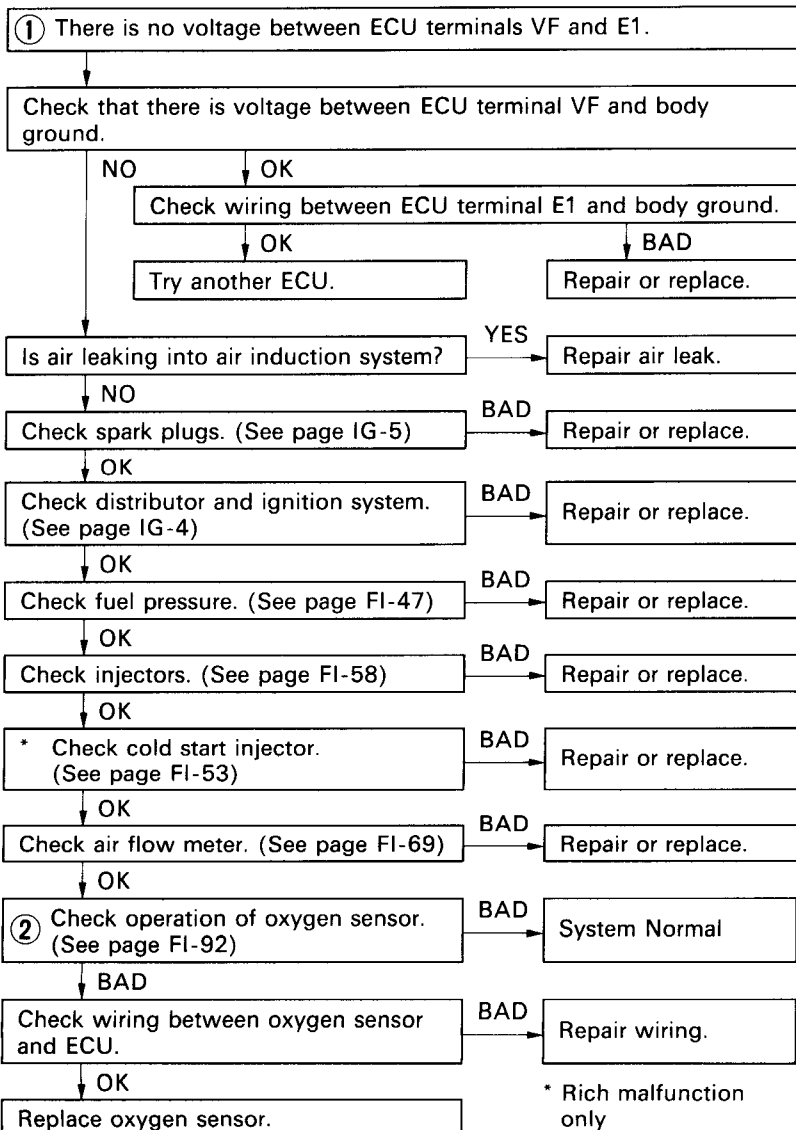 ① There is no voltage between ECU terminals VF and E1.
Check that there is voltage between ECU terminal VF and body
ground.
NO
OK
Check wiring between ECU terminal E1 and body ground.
OK
BAD
Try another ECU.
Repair or replace.
Is air leaking into air induction system?
YES
Repair air leak.
NO
Check spark plugs. (See page IG-5)
BAD
Repair or replace.
OK
Check distributor and ignition system.
(See page IG-4)
BAD
Repair or replace.
OK
Check fuel pressure. (See page FI-47)
BAD
Repair or replace.
OK
Check injectors. (See page FI-58)
BAD
Repair or replace.
OK
* Check cold start injector.
(See page FI-53)
BAD
Repair or replace.
OK
Check air flow meter. (See page FI-69)
BAD
Repair or replace.
OK
② Check operation of oxygen sensor.
(See page FI-92)
BAD
System Normal
BAD
Check wiring between oxygen sensor
and ECU.
BAD
Repair wiring.
OK
Replace oxygen sensor.
* Rich malfunction
only